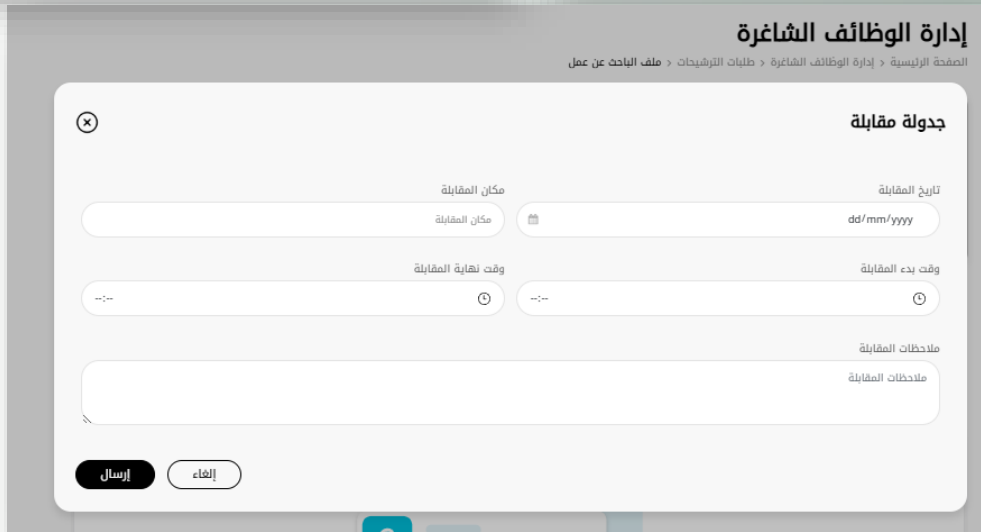 إدارة الوظائف الشاغرة
الصفحة الرئيسية > إدارة الوظائف الشاغرة > طلبات الترشيحات > ملف الباحث عن عمل
جدولة مقابلة
تاريخ المقابلة
مكان المقابلة
dd/mm/yyyy
مكان المقابلة
وقت بدء المقابلة
وقت نهاية المقابلة
--:--
--:--
ملاحظات المقابلة
ملاحظات المقابلة
إلغاء
إرسال